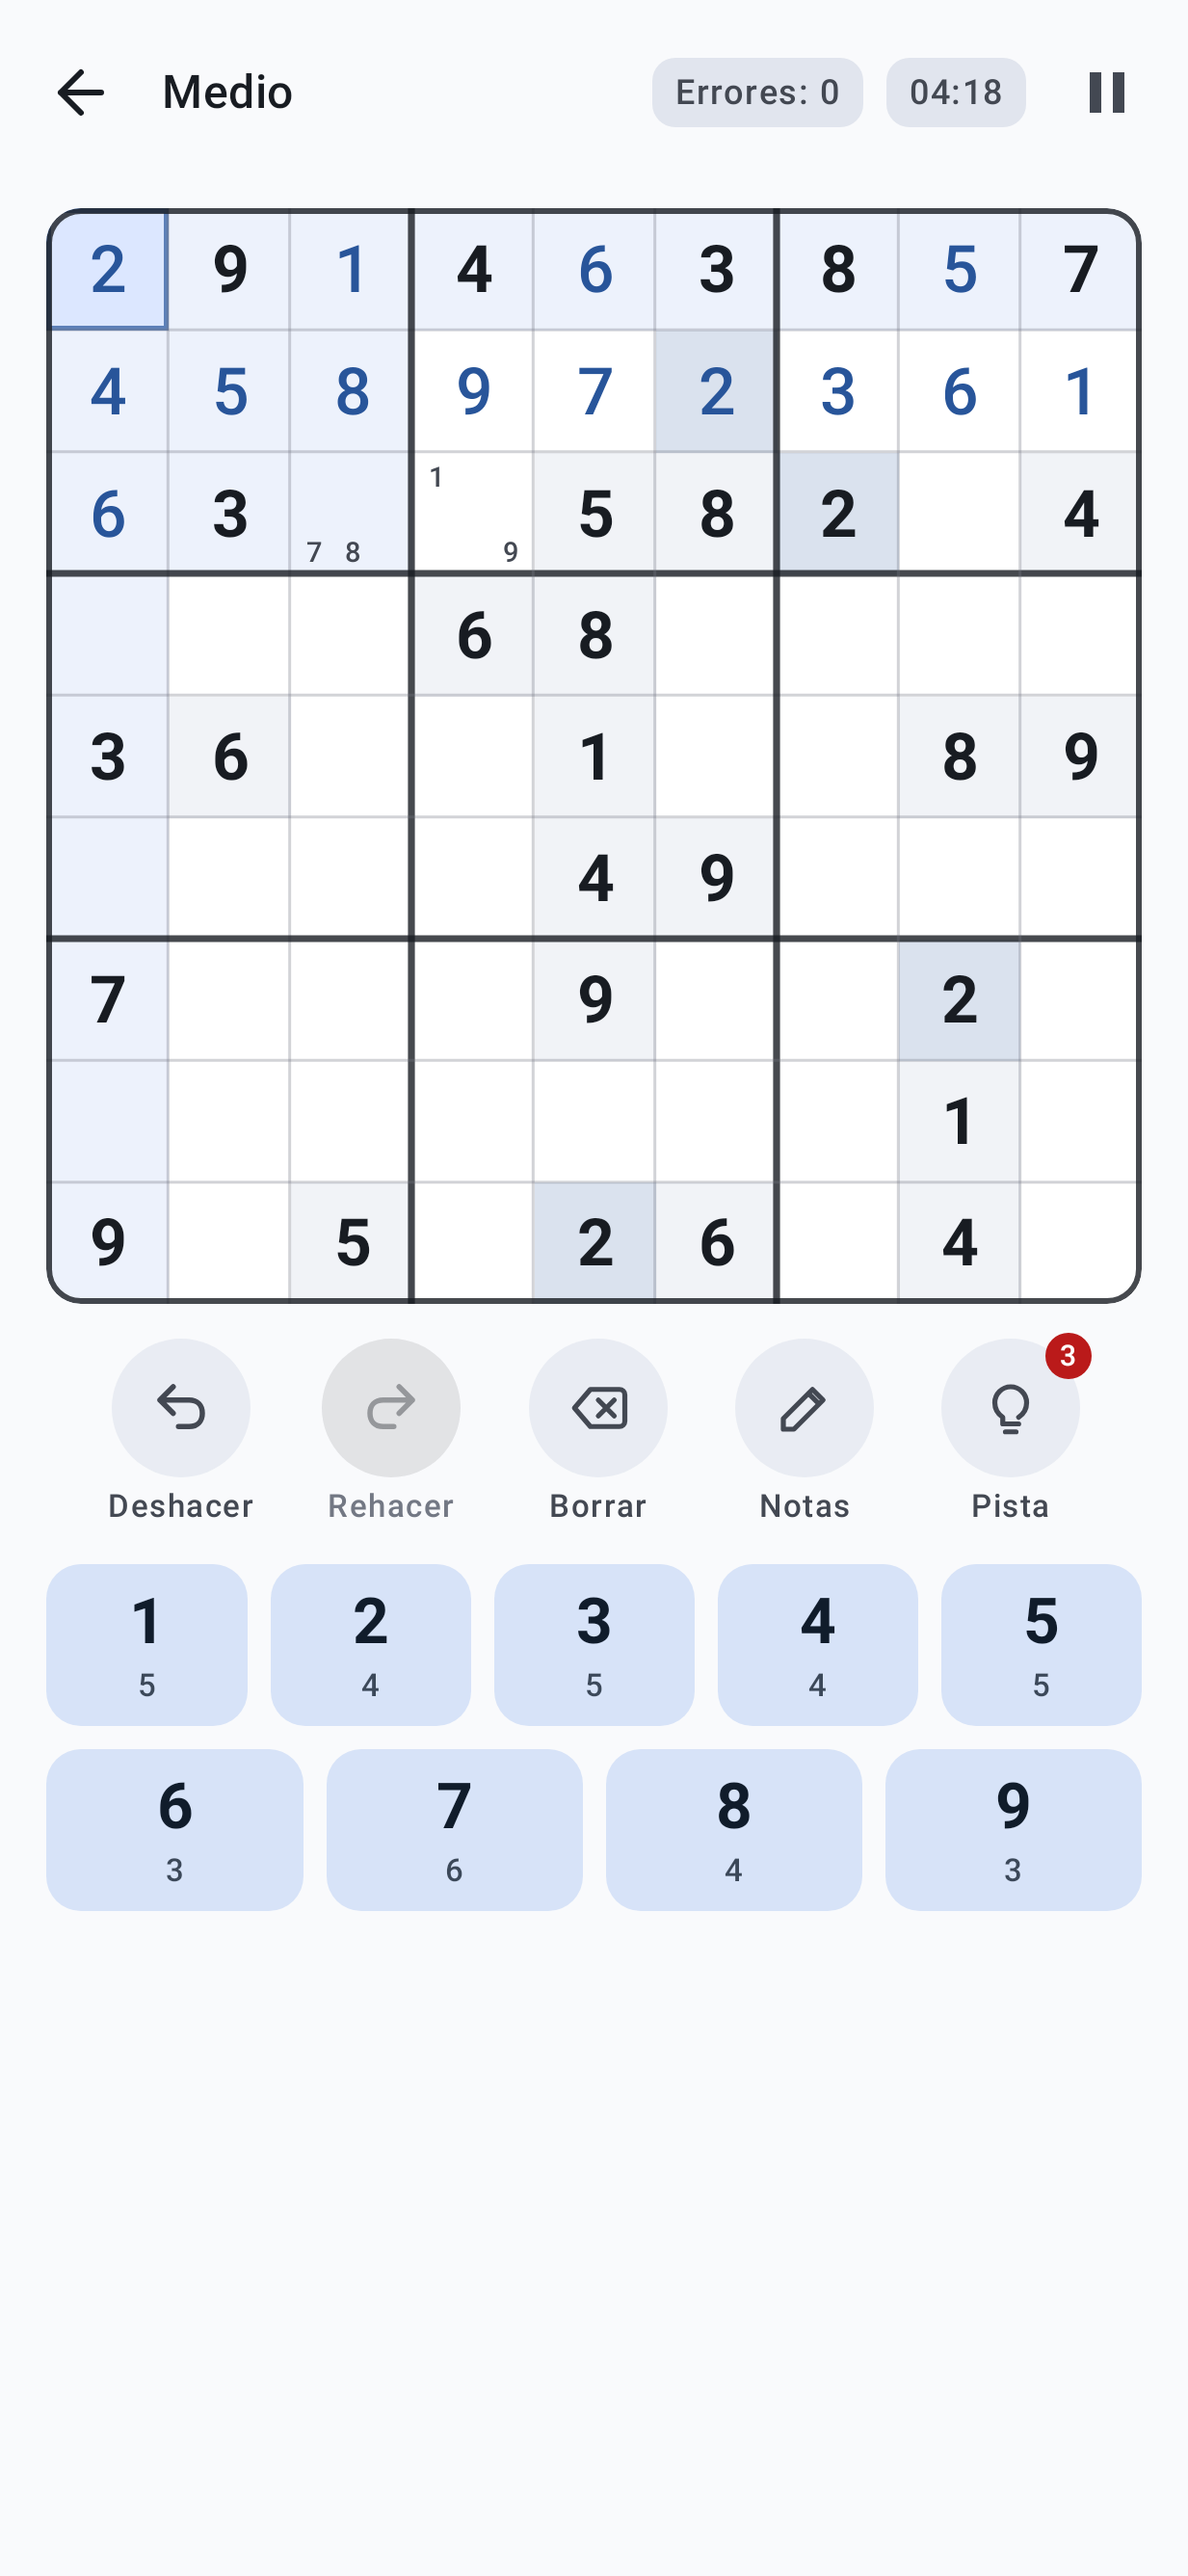 Medio Errores: 0 04:18
2 9 1 4 6 3 8 5 7
4 5 8 9 7 2 3 6 1
1
6 3 5 8 2 4
7 8 9
6 8
3 6 1 8 9
4 9
7 9 2
1
9 5 2 6 4
3
Deshacer Rehacer Borrar Notas Pista
1 2 3 4 5
5 4 5 4 5
6 7 8 9
3 6 4 3